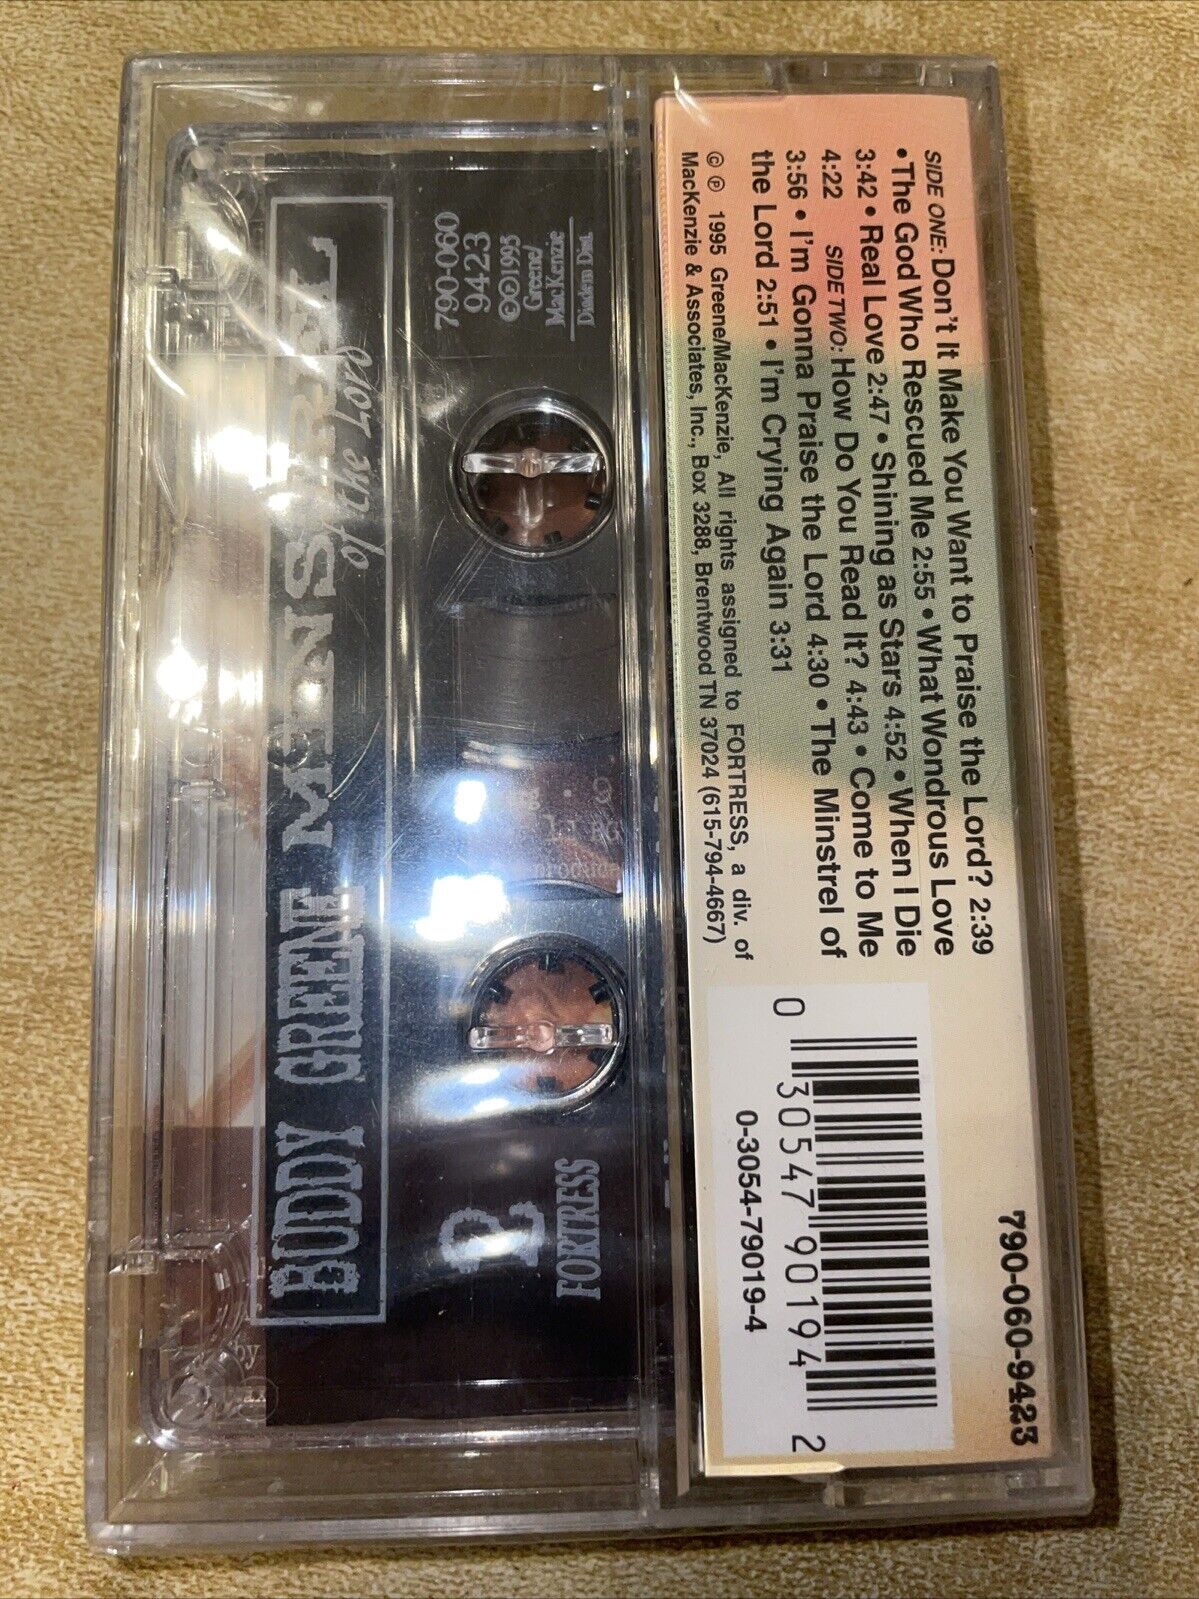 SIDE ONE: Don't It Make You Want to Praise the Lord? 2:39
• The God Who Rescued Me 2:55 • What Wondrous Love
3:42 • Real Love 2:47 • Shining as Stars 4:52 • When I Die
4:22 SIDE TWO: How Do You Read It? 4:43 • Come to Me
3:56 • I'm Gonna Praise the Lord 4:30 • The Minstrel of
the Lord 2:51 • I'm Crying Again 3:31
© ℗ 1995 Greene/MacKenzie, All rights assigned to FORTRESS, a div. of
MacKenzie & Associates, Inc., Box 3288, Brentwood TN 37024 (615-794-4667)
790-060-9423
0 30547 90194 2
0-3054-79019-4
BUDDY GREENE MINSTREL
of the Lord
2
FORTRESS
790-060
9423
©℗1995
Greene/
MacKenzie
Dolphin Dal